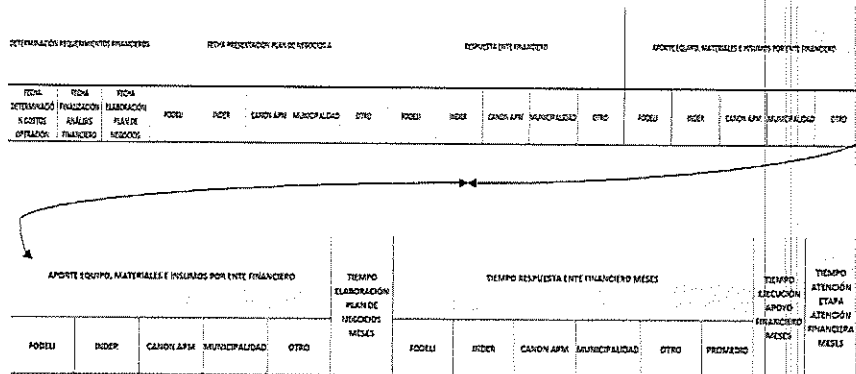 DETERMINACIÓN REQUERIMIENTOS FINANCIEROS FECHA PRESENTACIÓN PLAN DE NEGOCIOS A RESPUESTA ENTE FINANCIERO APORTE EQUIPO, MATERIALES E INSUMOS POR ENTE FINANCIERO
FECHA DETERMINACIÓN COSTOS OPERACIÓN FECHA FINALIZACIÓN ANÁLISIS FINANCIERO FECHA ELABORACIÓN PLAN DE NEGOCIOS FODELI INDER CANON APM MUNICIPALIDAD OTRO FODELI INDER CANON APM MUNICIPALIDAD OTRO FODELI INDER CANON APM MUNICIPALIDAD OTRO
APORTE EQUIPO, MATERIALES E INSUMOS POR ENTE FINANCIERO TIEMPO ELABORACIÓN PLAN DE NEGOCIOS MESES TIEMPO RESPUESTA ENTE FINANCIERO MESES TIEMPO EJECUCIÓN APOYO FINANCIERO MESES TIEMPO ATENCIÓN ETAPA ATENCIÓN FINANCIERA MESES
FODELI INDER CANON APM MUNICIPALIDAD OTRO FODELI INDER CANON APM MUNICIPALIDAD OTRO PROMEDIO